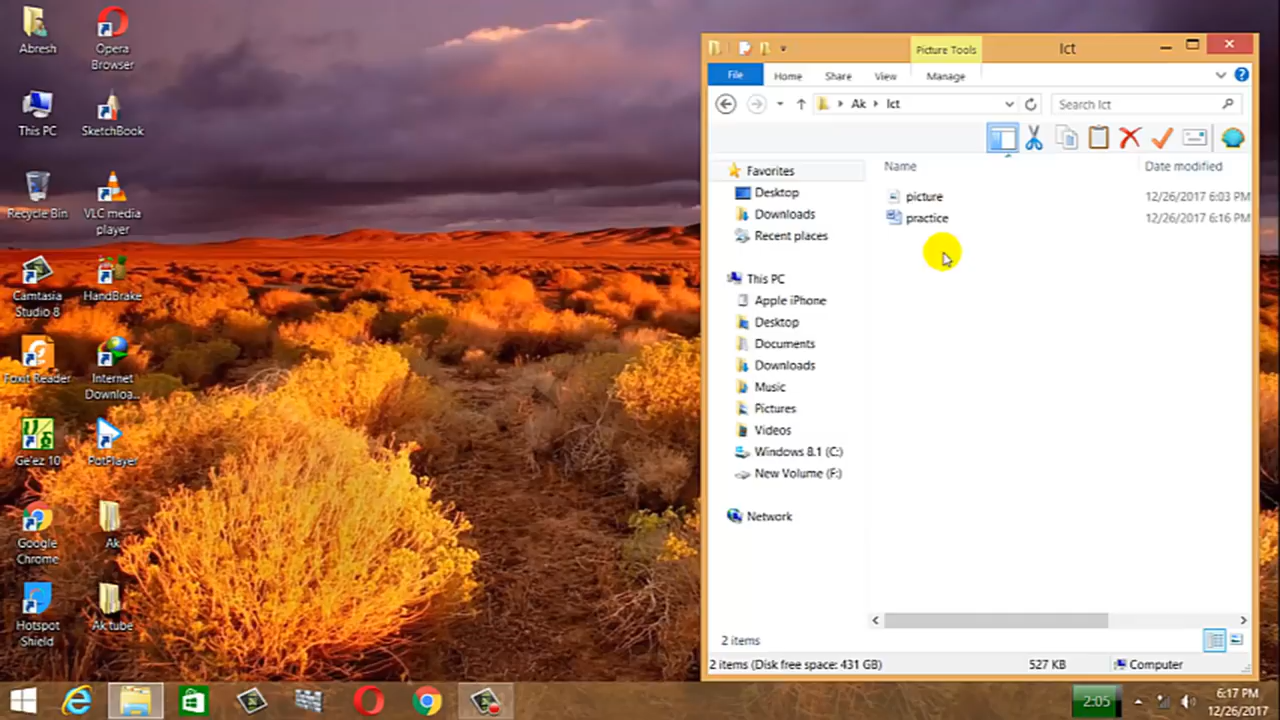 Abresh
Opera
Browser
This PC
SketchBook
Recycle Bin
VLC media
player
Camtasia
Studio 8
HandBrake
Foxit Reader
Internet
Downloa...
Ge'ez 10
PotPlayer
Google
Chrome
Ak
Hotspot
Shield
Ak tube
Picture Tools
Ict
File
Home
Share
View
Manage
Ak
Ict
Search Ict
Name
Date modified
picture
12/26/2017 6:03 PM
practice
12/26/2017 6:16 PM
Favorites
Desktop
Downloads
Recent places
This PC
Apple iPhone
Desktop
Documents
Downloads
Music
Pictures
Videos
Windows 8.1 (C:)
New Volume (F:)
Network
2 items
2 items (Disk free space: 431 GB)
527 KB
Computer
2:05
6:17 PM
12/26/2017